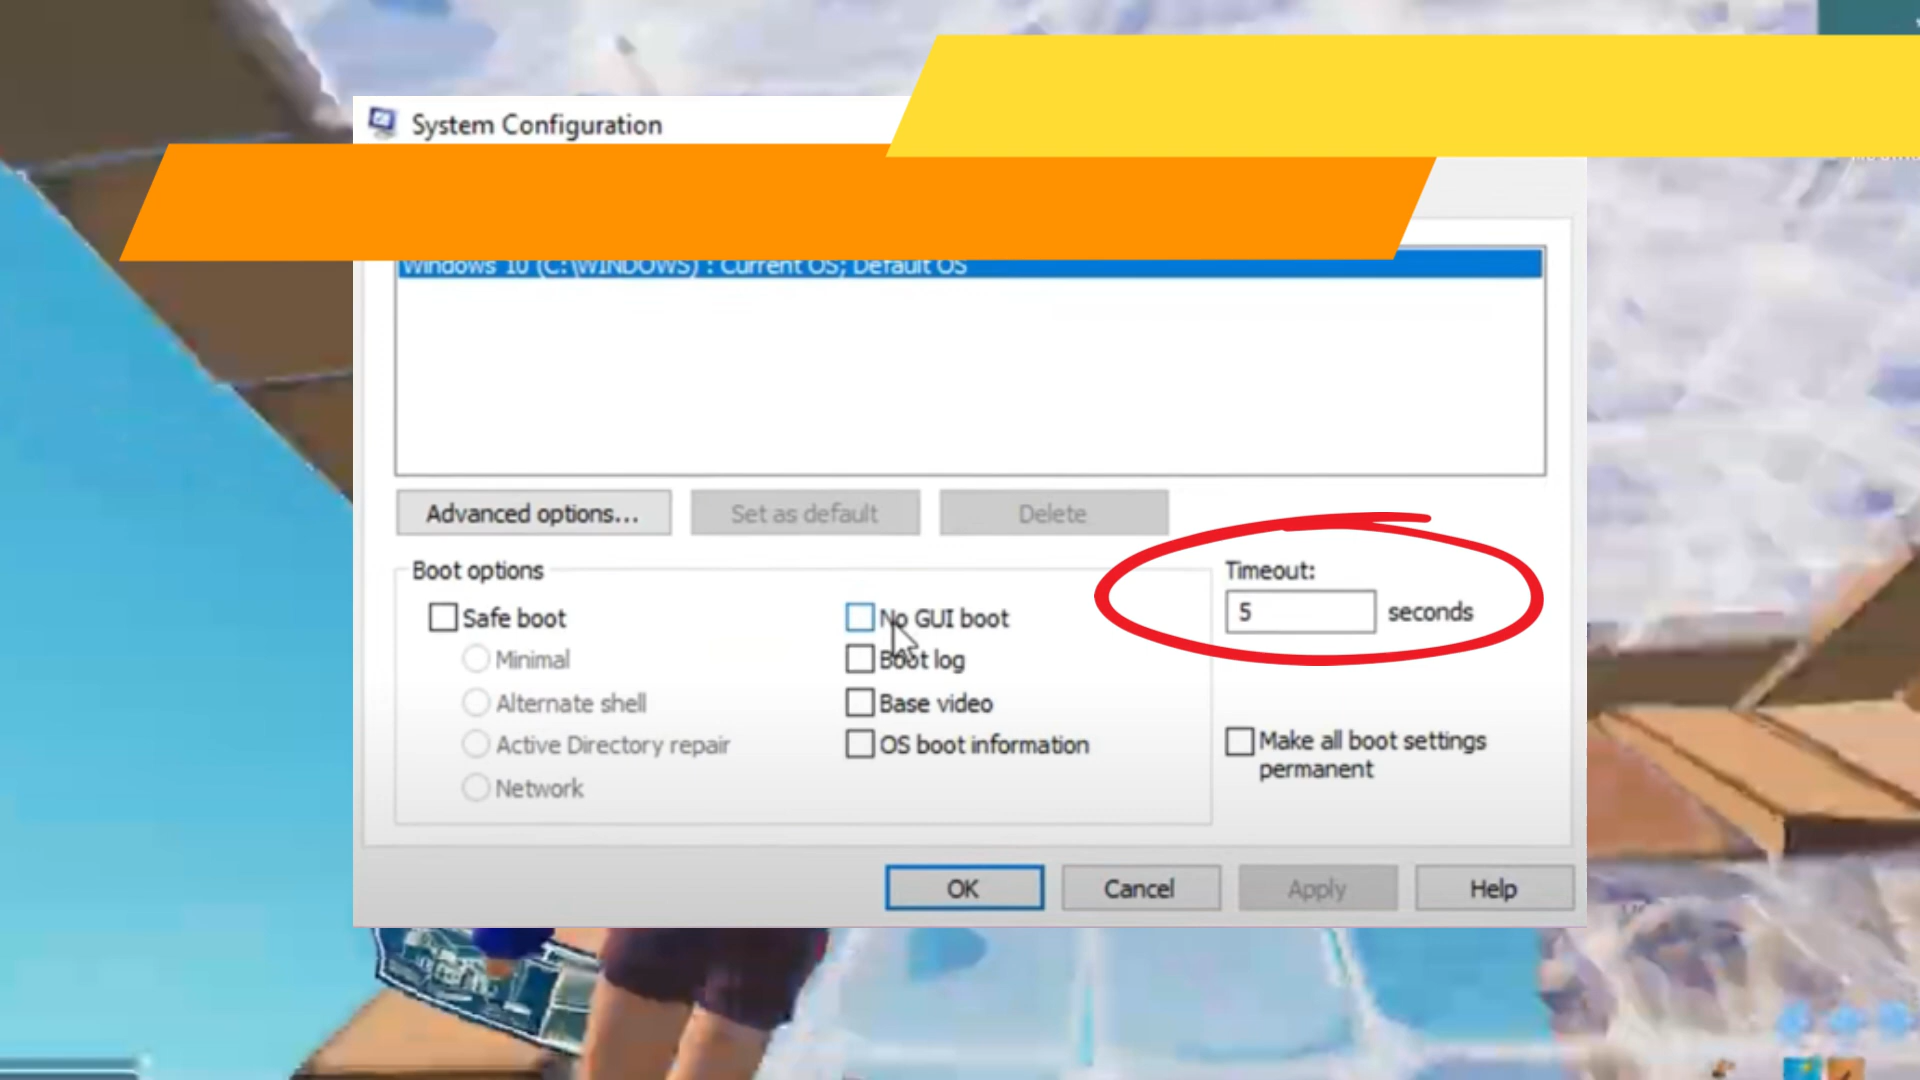 System Configuration
Windows 10 (C:\WINDOWS) : Current OS; Default OS
Advanced options...
Set as default
Delete
Boot options
Timeout:
Safe boot
No GUI boot
5 seconds
Minimal
Boot log
Alternate shell
Base video
Active Directory repair
OS boot information
Make all boot settings
permanent
Network
OK
Cancel
Apply
Help